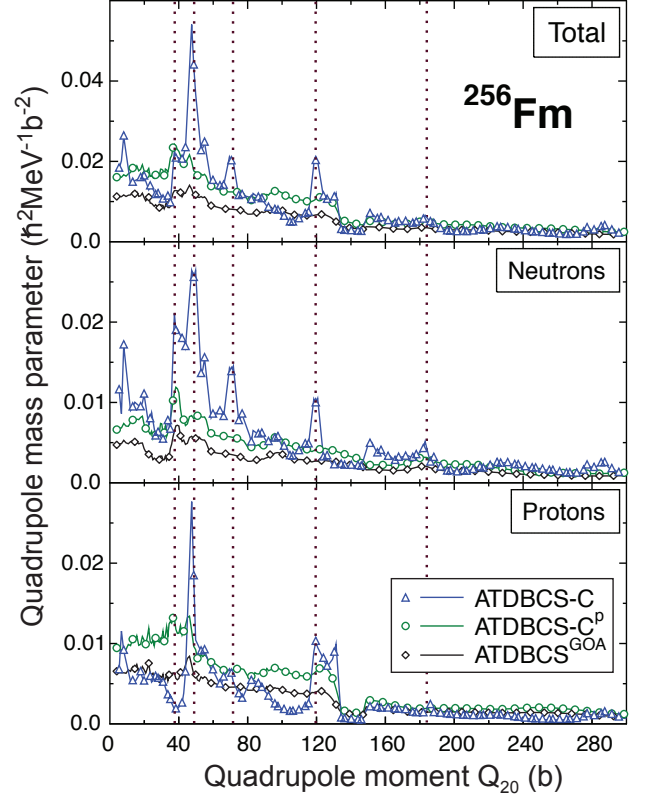 Total
²⁵⁶Fm
0.04
0.02
0.0
Neutrons
0.02
0.01
0.00
Protons
0.02
0.01
0.00
ATDBCS-C
ATDBCS-Cᵖ
ATDBCSᴳᴼᴬ
0 40 80 120 160 200 240 280
Quadrupole moment Q₂₀ (b)
Quadrupole mass parameter (ħ²MeV⁻¹b⁻²)